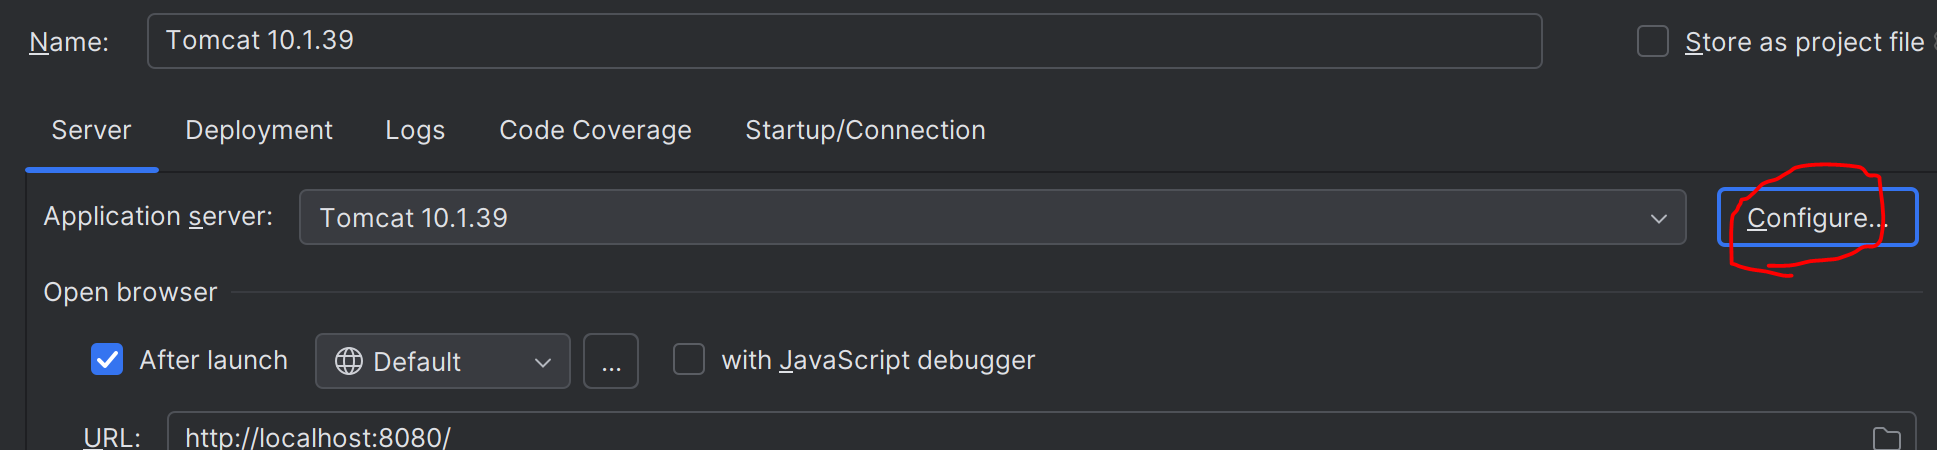 Name: Tomcat 10.1.39 Store as project file
Server Deployment Logs Code Coverage Startup/Connection
Application server: Tomcat 10.1.39 Configure...
Open browser
After launch Default ... with JavaScript debugger
URL: http://localhost:8080/